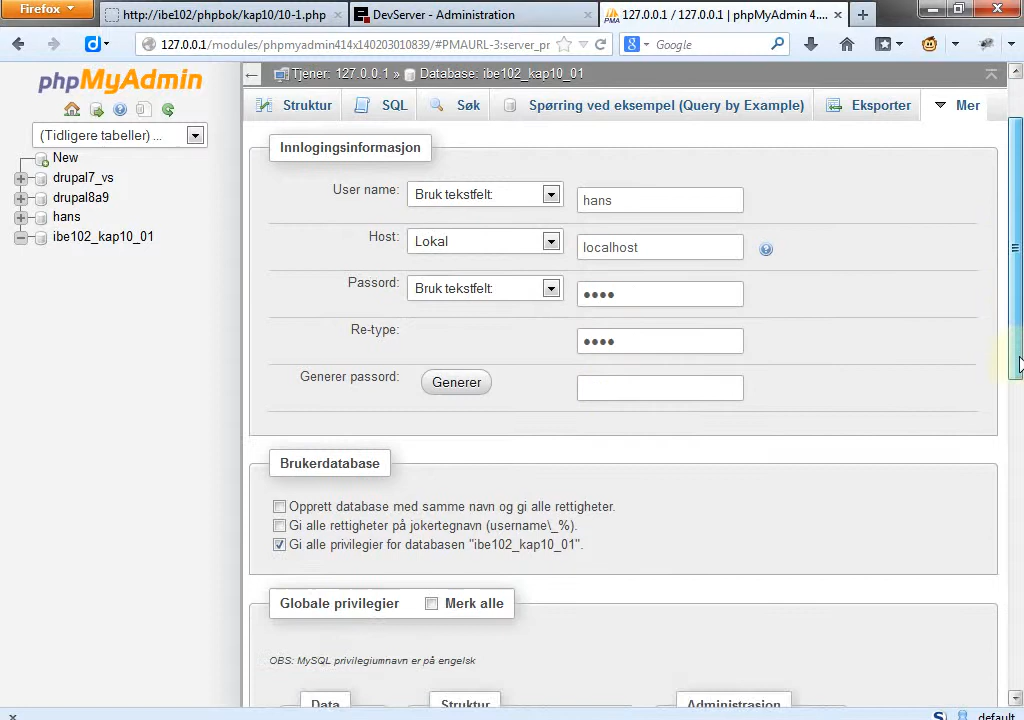 Firefox
http://ibe102/phpbok/kap10/10-1.php
DevServer - Administration
127.0.0.1 / 127.0.0.1 | phpMyAdmin 4....
127.0.0.1/modules/phpmyadmin414x140203010839/#PMAURL-3:server_pr
Google
phpMyAdmin
(Tidligere tabeller) ...
New
drupal7_vs
drupal8a9
hans
ibe102_kap10_01
Tjener: 127.0.0.1 » Database: ibe102_kap10_01
Struktur
SQL
Søk
Spørring ved eksempel (Query by Example)
Eksporter
Mer
Innlogingsinformasjon
User name: Bruk tekstfelt: hans
Host: Lokal localhost
Passord: Bruk tekstfelt: ●●●●
Re-type: ●●●●
Generer passord: Generer
Brukerdatabase
Opprett database med samme navn og gi alle rettigheter.
Gi alle rettigheter på jokertegnavn (username\_%).
Gi alle privilegier for databasen "ibe102_kap10_01".
Globale privilegier Merk alle
OBS: MySQL privilegiumnavn er på engelsk
Data
Struktur
Administrasjon
default